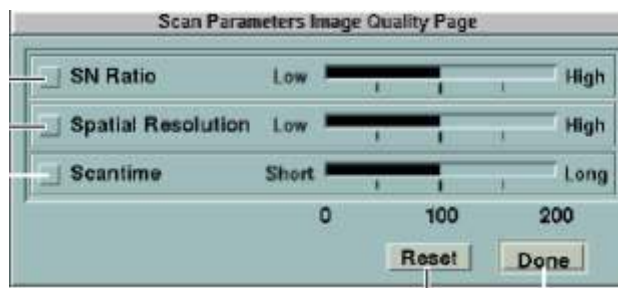 Scan Parameters Image Quality Page
SN Ratio Low High
Spatial Resolution Low High
Scantime Short Long
0 100 200
Reset Done